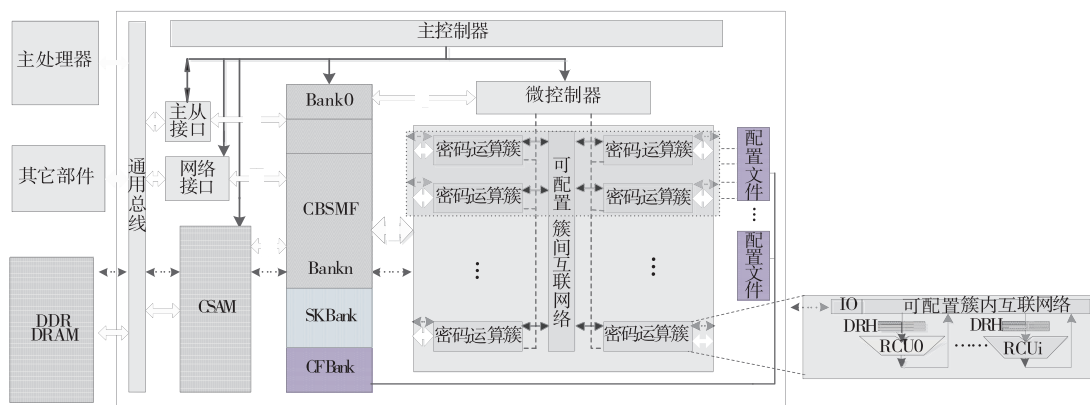 主控制器
主处理器
其它部件
DDR
DRAM
通用总线
主从
接口
网络
接口
CSAM
Bank0
CBSMF
Bankn
SKBank
CFBank
微控制器
密码运算簇
密码运算簇
密码运算簇
可配置
簇间互联网络
密码运算簇
密码运算簇
密码运算簇
配置文件
配置文件
IO
可配置簇内互联网络
DRH
RCU0
DRH
RCUi